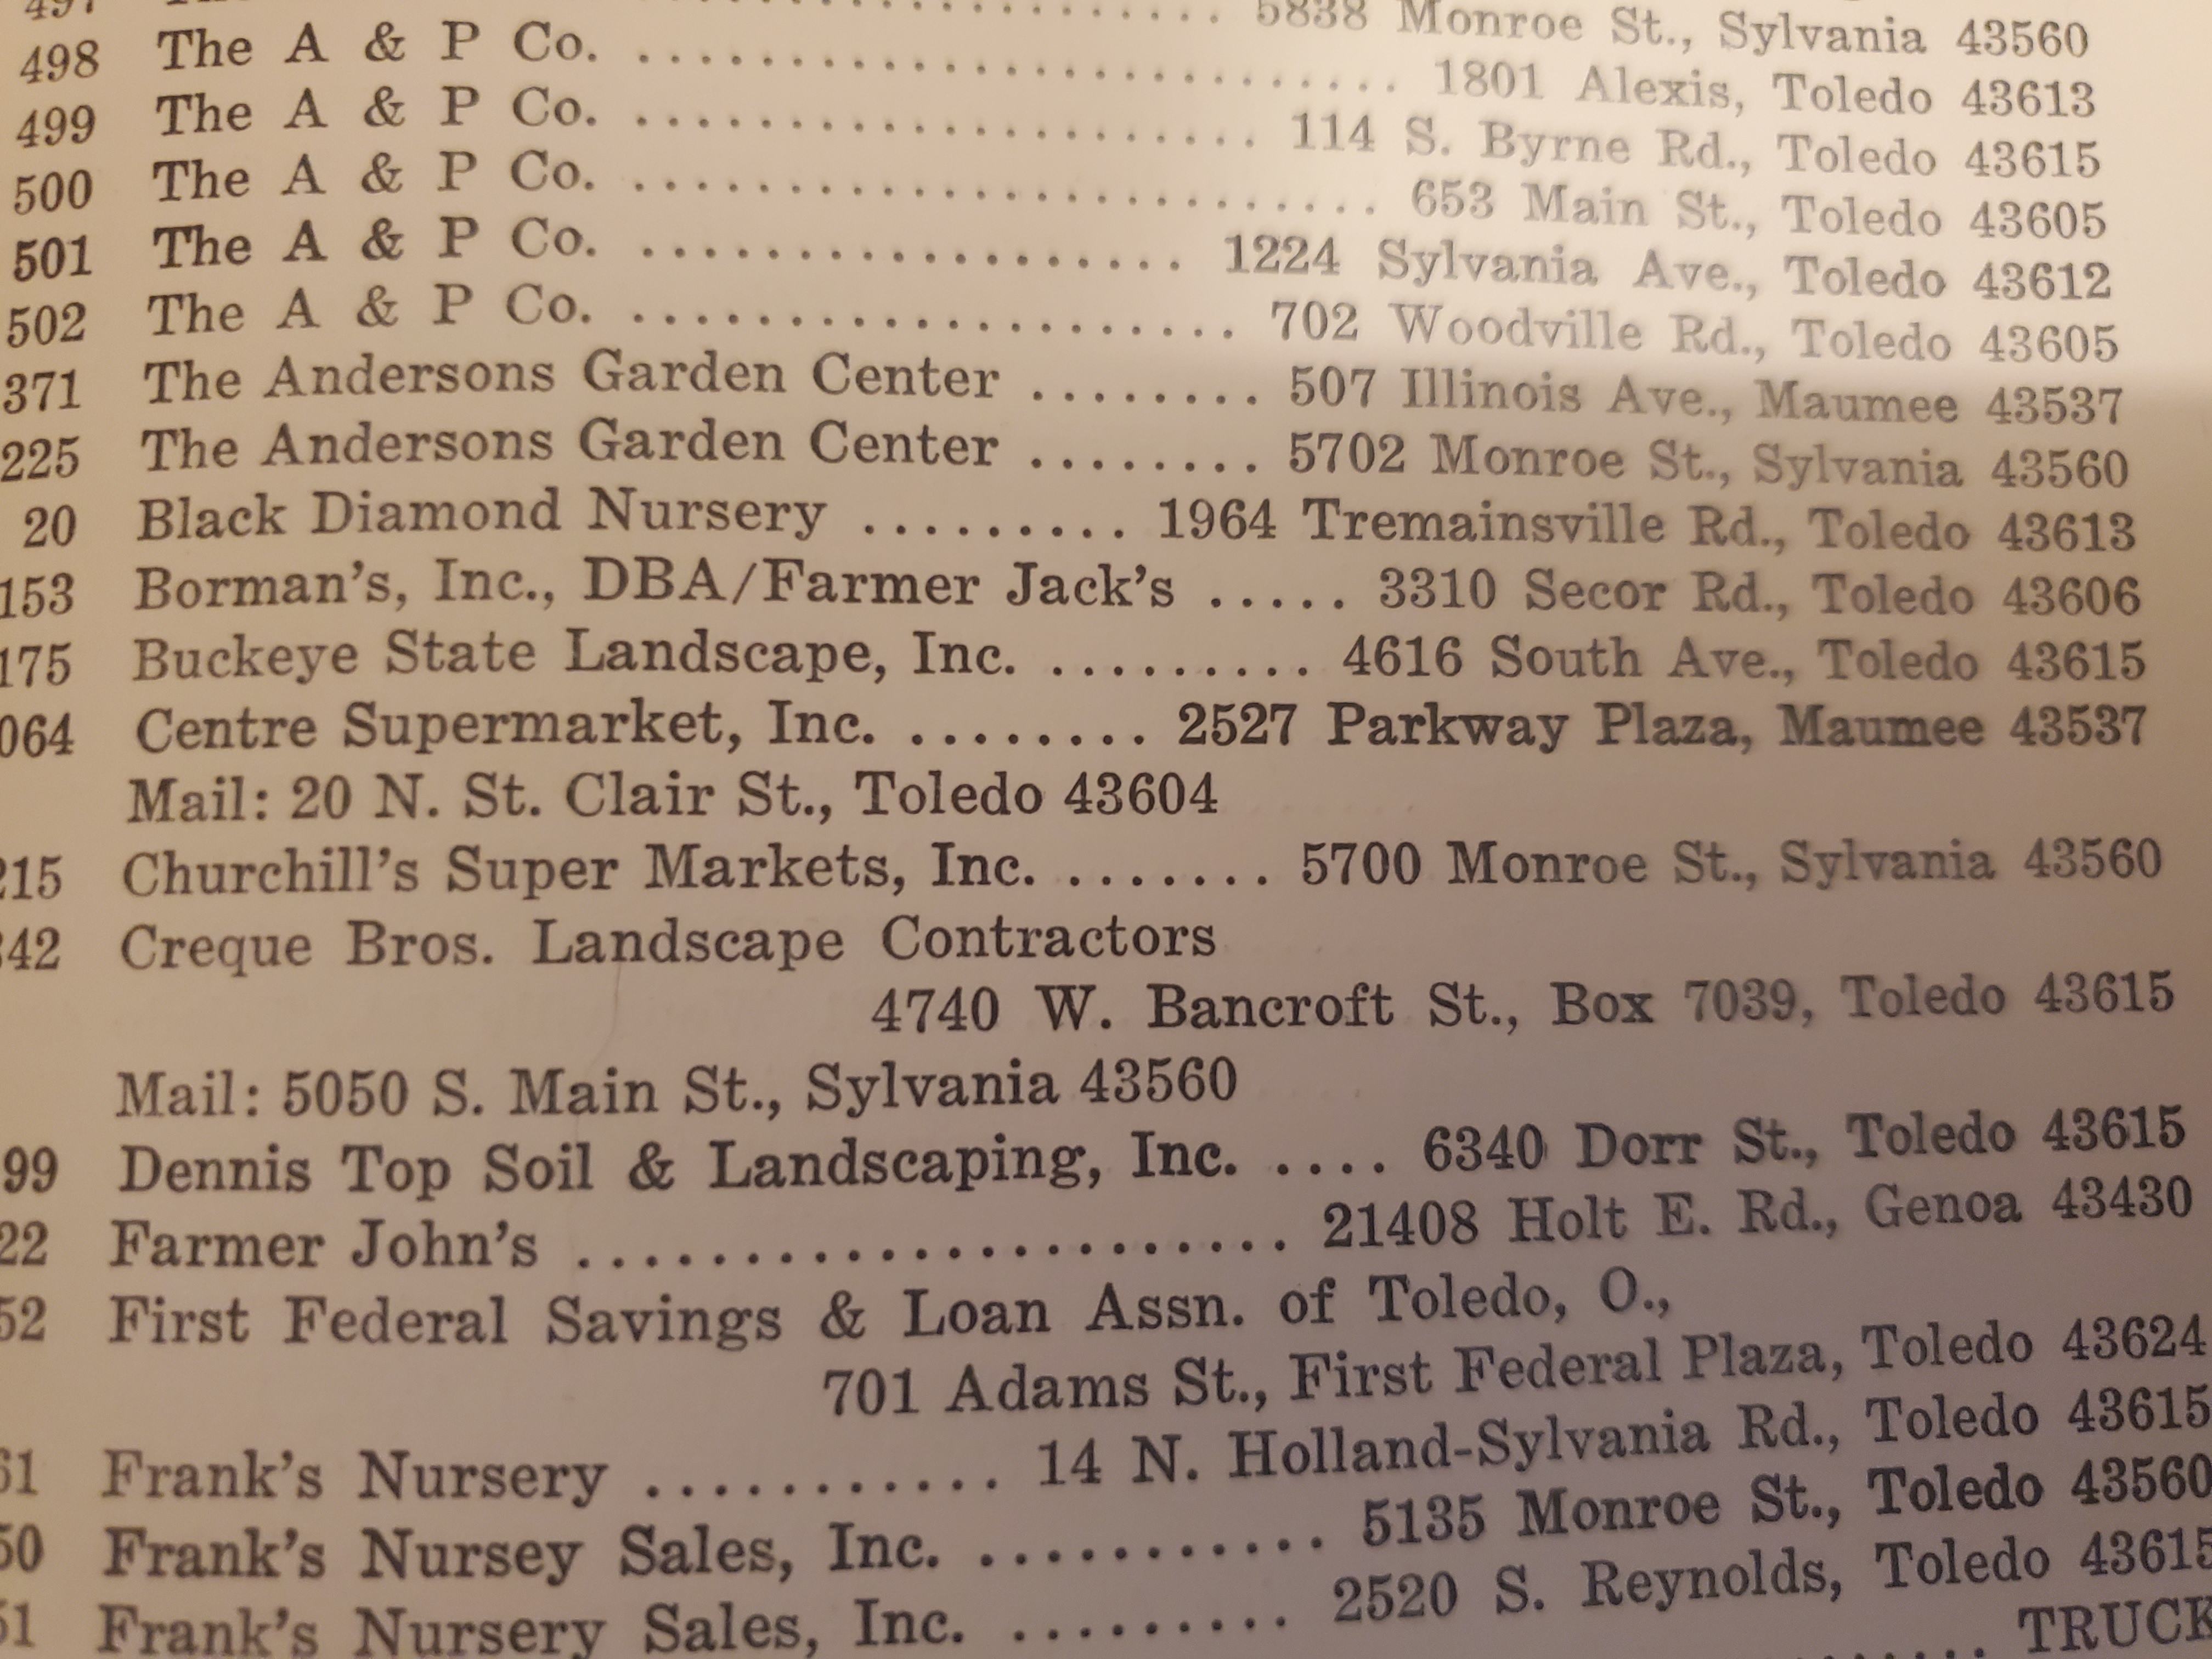 5838 Monroe St., Sylvania 43560
498 The A & P Co. .......................... 1801 Alexis, Toledo 43613
499 The A & P Co. .................... 114 S. Byrne Rd., Toledo 43615
500 The A & P Co. ........................ 653 Main St., Toledo 43605
501 The A & P Co. .................. 1224 Sylvania Ave., Toledo 43612
502 The A & P Co. ..................... 702 Woodville Rd., Toledo 43605
371 The Andersons Garden Center ........ 507 Illinois Ave., Maumee 43537
225 The Andersons Garden Center ........ 5702 Monroe St., Sylvania 43560
20 Black Diamond Nursery ......... 1964 Tremainsville Rd., Toledo 43613
153 Borman's, Inc., DBA/Farmer Jack's ..... 3310 Secor Rd., Toledo 43606
175 Buckeye State Landscape, Inc. .......... 4616 South Ave., Toledo 43615
064 Centre Supermarket, Inc. ........ 2527 Parkway Plaza, Maumee 43537
Mail: 20 N. St. Clair St., Toledo 43604
215 Churchill's Super Markets, Inc. ........ 5700 Monroe St., Sylvania 43560
42 Creque Bros. Landscape Contractors
4740 W. Bancroft St., Box 7039, Toledo 43615
Mail: 5050 S. Main St., Sylvania 43560
99 Dennis Top Soil & Landscaping, Inc. .... 6340 Dorr St., Toledo 43615
22 Farmer John's ...................... 21408 Holt E. Rd., Genoa 43430
52 First Federal Savings & Loan Assn. of Toledo, O.,
701 Adams St., First Federal Plaza, Toledo 43624
61 Frank's Nursery ........... 14 N. Holland-Sylvania Rd., Toledo 43615
50 Frank's Nursey Sales, Inc. ........... 5135 Monroe St., Toledo 43560
51 Frank's Nursery Sales, Inc. ......... 2520 S. Reynolds, Toledo 43615
TRUCK